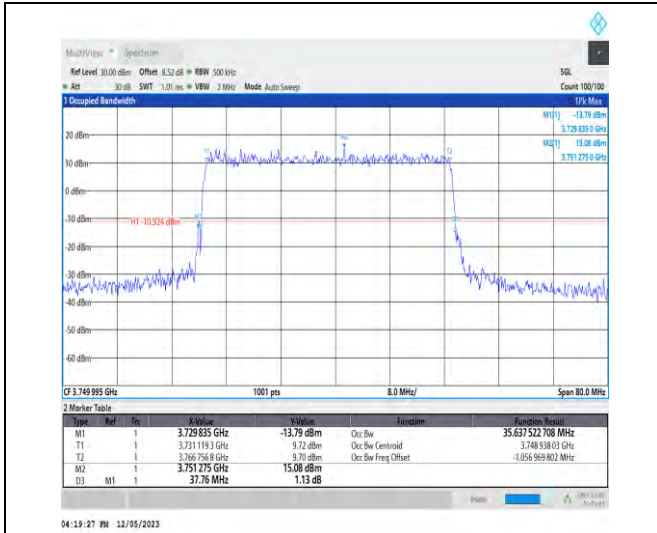 MultiView Spectrum
Ref Level 30.00 dBm Offset 8.52 dB RBW 500 kHz SGL
Att 30 dB SWT 1.01 ms VBW 2 MHz Mode Auto Sweep Count 100/100
1 Occupied Bandwidth 1Pk Max
M1[1] -13.79 dBm
3.729 835 0 GHz
20 dBm M2[1] 15.08 dBm
3.751 275 0 GHz
M2
T1 T2
10 dBm
0 dBm
-10 dBm H1 -10.924 dBm M1
-20 dBm
-30 dBm
-40 dBm
-50 dBm
-60 dBm
CF 3.749 995 GHz 1001 pts 8.0 MHz/ Span 80.0 MHz
2 Marker Table
Type Ref Trc X-Value Y-Value Function Function Result
M1 1 3.729 835 GHz -13.79 dBm Occ Bw 35.637 522 708 MHz
T1 1 3.731 119 3 GHz 9.72 dBm Occ Bw Centroid 3.748 938 03 GHz
T2 1 3.766 756 8 GHz 9.70 dBm Occ Bw Freq Offset -1.056 969 802 MHz
M2 1 3.751 275 GHz 15.08 dBm
D3 M1 1 37.76 MHz 1.13 dB
04:19:27 PM 12/05/2023